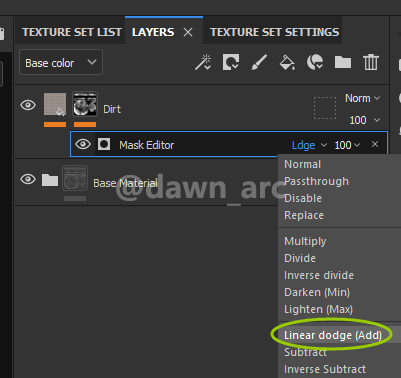 TEXTURE SET LIST LAYERS × TEXTURE SET SETTINGS
Base color
Dirt
Norm
100
Mask Editor Ldge 100 ×
Base Material
@dawn_arc
Normal
Passthrough
Disable
Replace
Multiply
Divide
Inverse divide
Darken (Min)
Lighten (Max)
Linear dodge (Add)
Subtract
Inverse Subtract